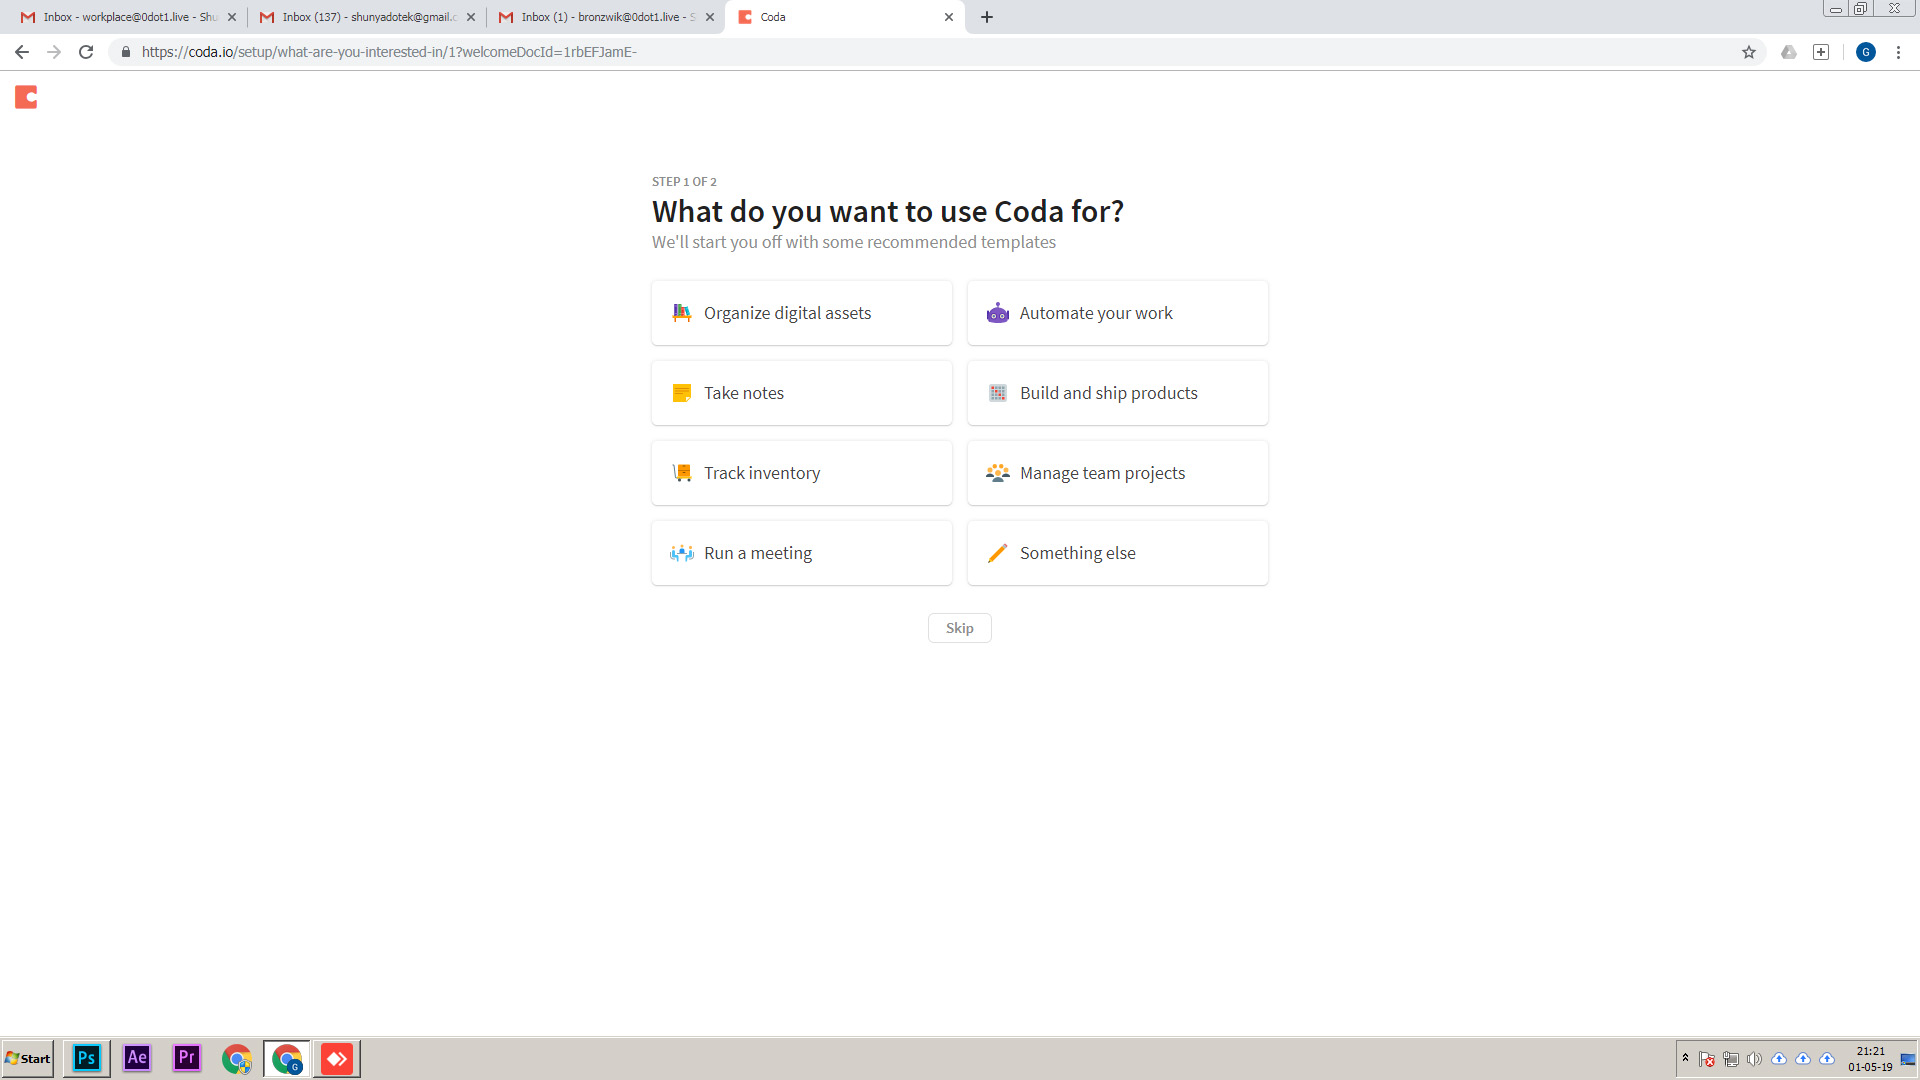 Inbox - workplace@0dot1.live - Shu
Inbox (137) - shunyadotek@gmail.c
Inbox (1) - bronzwik@0dot1.live - S
Coda
https://coda.io/setup/what-are-you-interested-in/1?welcomeDocId=1rbEFJamE-
G
STEP 1 OF 2
What do you want to use Coda for?
We'll start you off with some recommended templates
Organize digital assets
Automate your work
Take notes
Build and ship products
Track inventory
Manage team projects
Run a meeting
Something else
Skip
Start
Ps
Ae
Pr
G
21:21
01-05-19